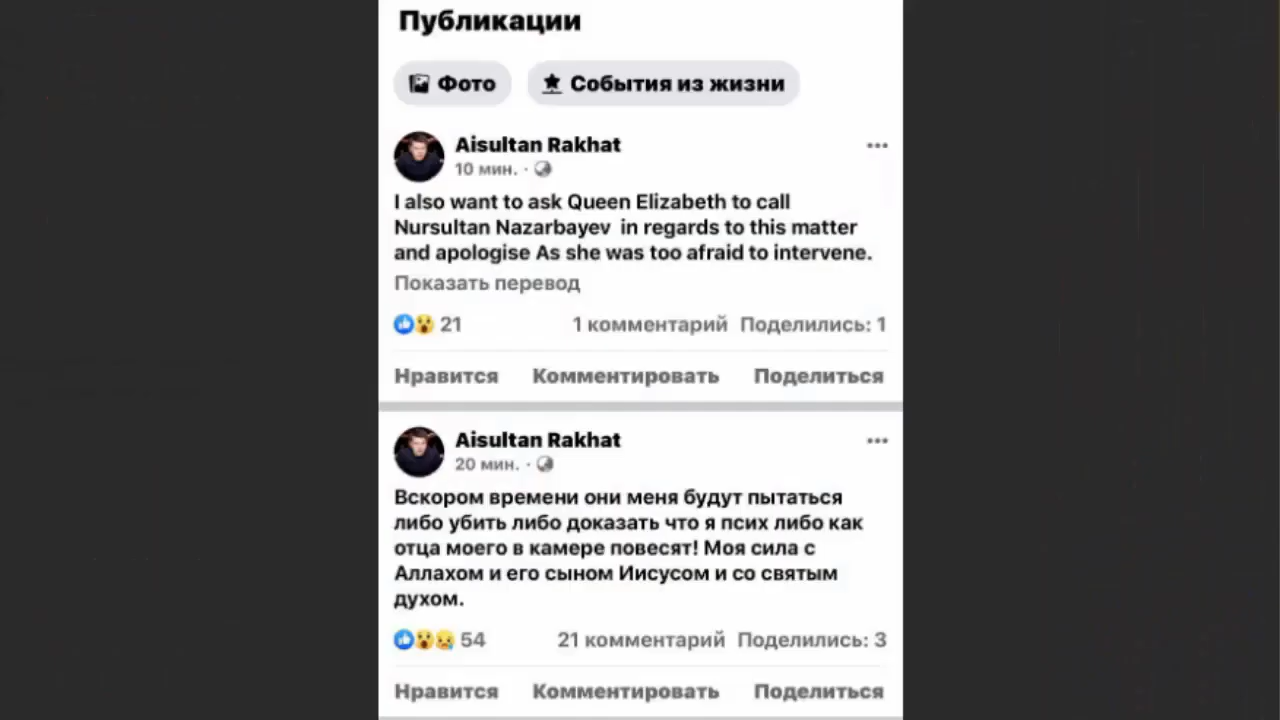 Публикации
Фото
События из жизни
Aisultan Rakhat
10 мин. ·
I also want to ask Queen Elizabeth to call
Nursultan Nazarbayev in regards to this matter
and apologise As she was too afraid to intervene.
Показать перевод
21
1 комментарий Поделились: 1
Нравится Комментировать Поделиться
Aisultan Rakhat
20 мин. ·
Вскором времени они меня будут пытаться
либо убить либо доказать что я псих либо как
отца моего в камере повесят! Моя сила с
Аллахом и его сыном Иисусом и со святым
духом.
54
21 комментарий Поделились: 3
Нравится Комментировать Поделиться